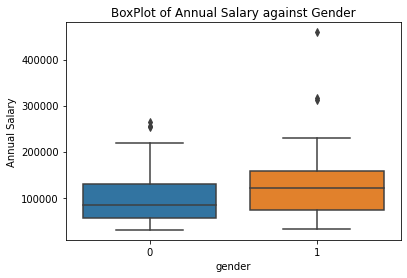 BoxPlot of Annual Salary against Gender
400000
300000
200000
100000
Annual Salary
0 1
gender